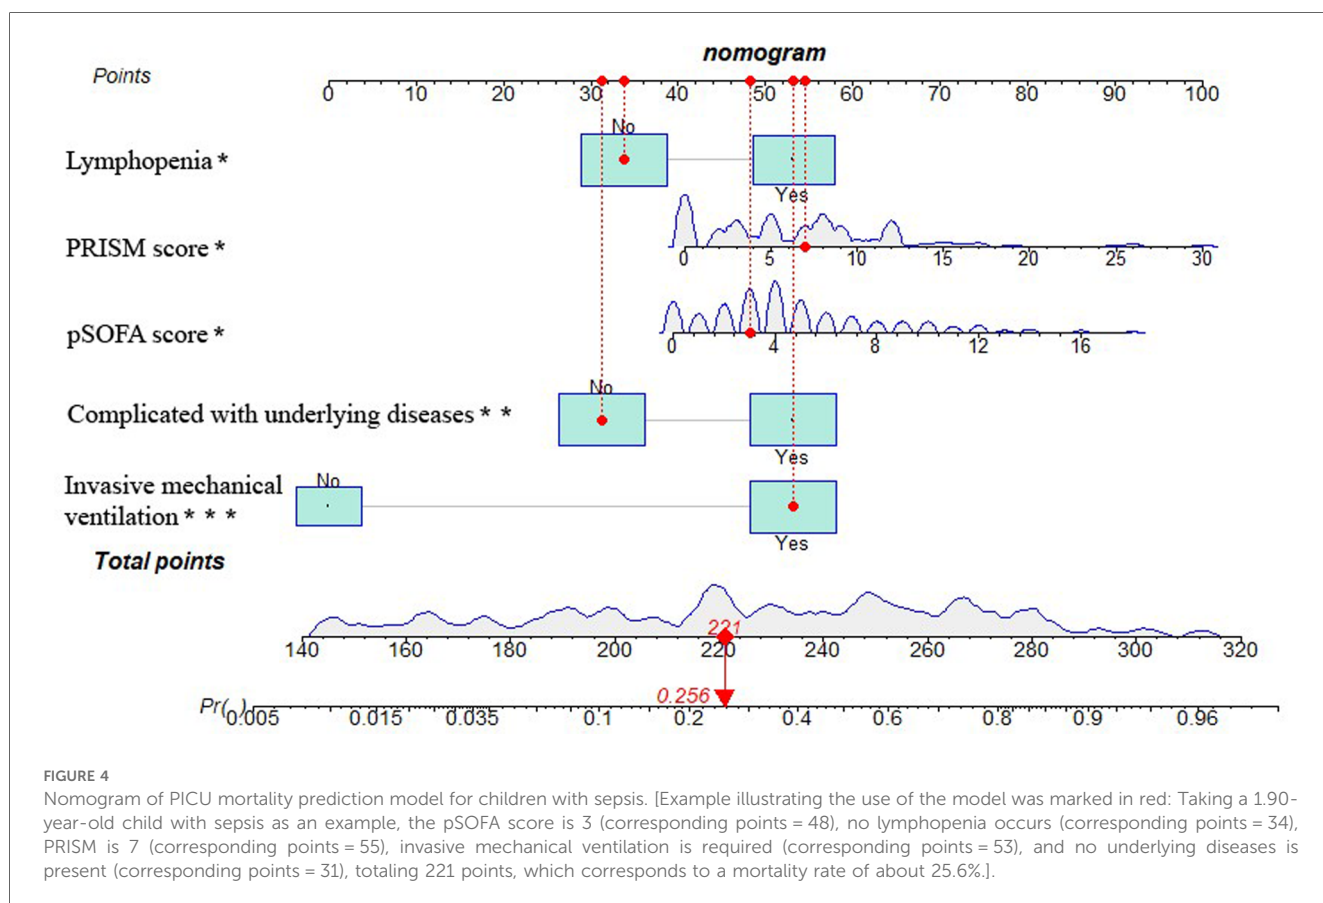 nomogram
Points
0 10 20 30 40 50 60 70 80 90 100
No
Lymphopenia *
Yes
PRISM score *
0 5 10 15 20 25 30
pSOFA score *
0 4 8 12 16
No
Complicated with underlying diseases * *
Yes
No
Invasive mechanical
ventilation * * *
Yes
Total points
221
140 160 180 200 220 240 260 280 300 320
0.256
Pr( )
0.005 0.015 0.035 0.1 0.2 0.4 0.6 0.8 0.9 0.96
FIGURE 4
Nomogram of PICU mortality prediction model for children with sepsis. [Example illustrating the use of the model was marked in red: Taking a 1.90-
year-old child with sepsis as an example, the pSOFA score is 3 (corresponding points = 48), no lymphopenia occurs (corresponding points = 34),
PRISM is 7 (corresponding points = 55), invasive mechanical ventilation is required (corresponding points = 53), and no underlying diseases is
present (corresponding points = 31), totaling 221 points, which corresponds to a mortality rate of about 25.6%.].